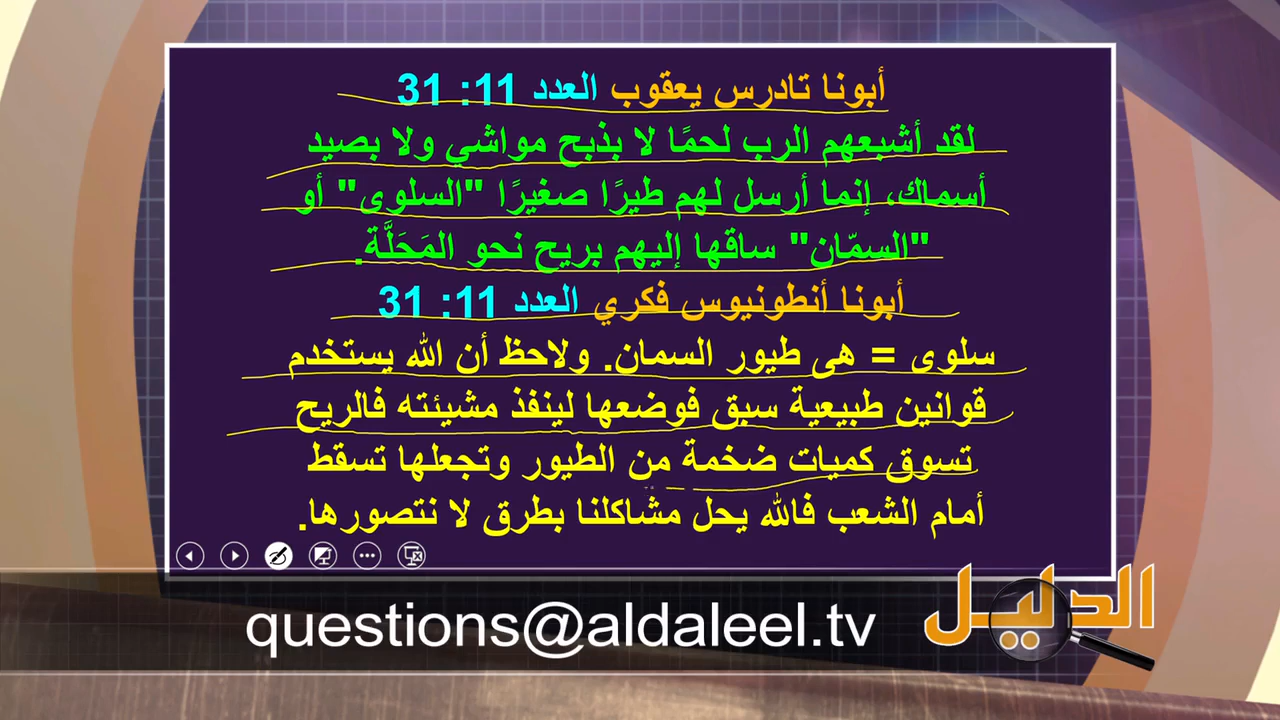 أبونا تادرس يعقوب العدد 11: 31
لقد أشبعهم الرب لحمًا لا بذبح مواشي ولا بصيد
أسماك، إنما أرسل لهم طيرًا صغيرًا "السلوى" أو
"السمّان" ساقها إليهم بريح نحو المَحَلَّة.
أبونا أنطونيوس فكري العدد 11: 31
سلوى = هى طيور السمان. ولاحظ أن الله يستخدم
قوانين طبيعية سبق فوضعها لينفذ مشيئته فالريح
تسوق كميات ضخمة من الطيور وتجعلها تسقط
أمام الشعب فالله يحل مشاكلنا بطرق لا نتصورها.
الدليل
questions@aldaleel.tv